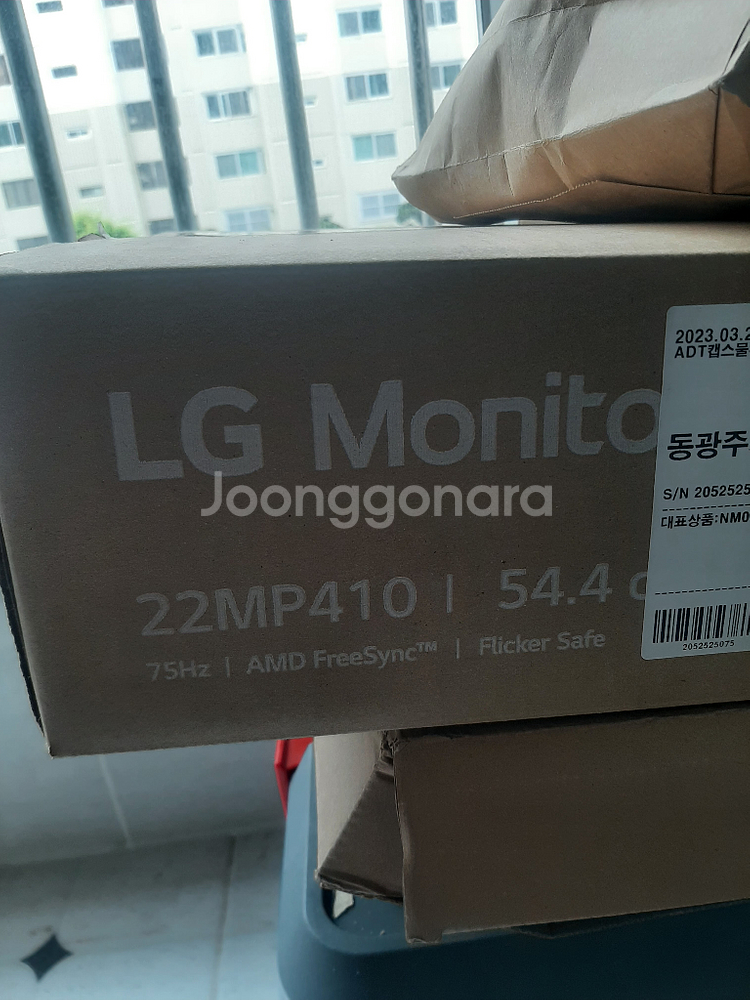 LG Monito
Joonggonara
22MP410 | 54.4 c
75Hz | AMD FreeSync™ | Flicker Safe
2023.03.2
ADT캡스물
동광주
S/N 2052525
대표상품:NM0
2052525075